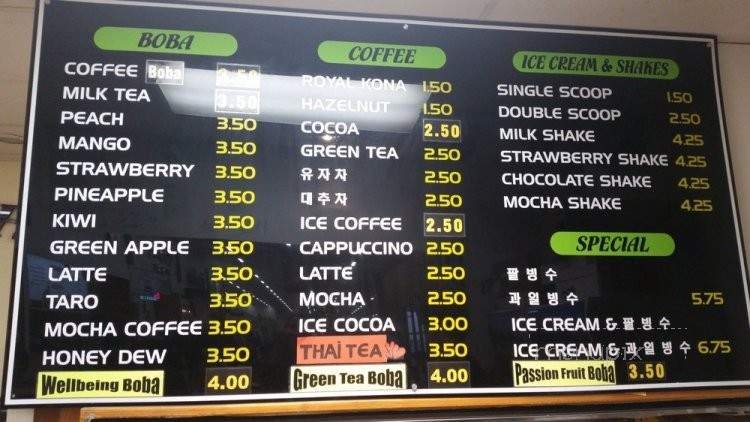 BOBA
COFFEE Boba 3.50
MILK TEA 3.50
PEACH 3.50
MANGO 3.50
STRAWBERRY 3.50
PINEAPPLE 3.50
KIWI 3.50
GREEN APPLE 3.50
LATTE 3.50
TARO 3.50
MOCHA COFFEE 3.50
HONEY DEW 3.50
Wellbeing Boba 4.00
COFFEE
ROYAL KONA 1.50
HAZELNUT 1.50
COCOA 2.50
GREEN TEA 2.50
유자차 2.50
대추차 2.50
ICE COFFEE 2.50
CAPPUCCINO 2.50
LATTE 2.50
MOCHA 2.50
ICE COCOA 3.00
THAI TEA 3.50
Green Tea Boba 4.00
ICE CREAM & SHAKES
SINGLE SCOOP 1.50
DOUBLE SCOOP 2.50
MILK SHAKE 4.25
STRAWBERRY SHAKE 4.25
CHOCOLATE SHAKE 4.25
MOCHA SHAKE 4.25
SPECIAL
팥빙수
과일빙수 5.75
ICE CREAM & 팥빙수
ICE CREAM & 과일빙수 6.75
Passion Fruit Boba 3.50